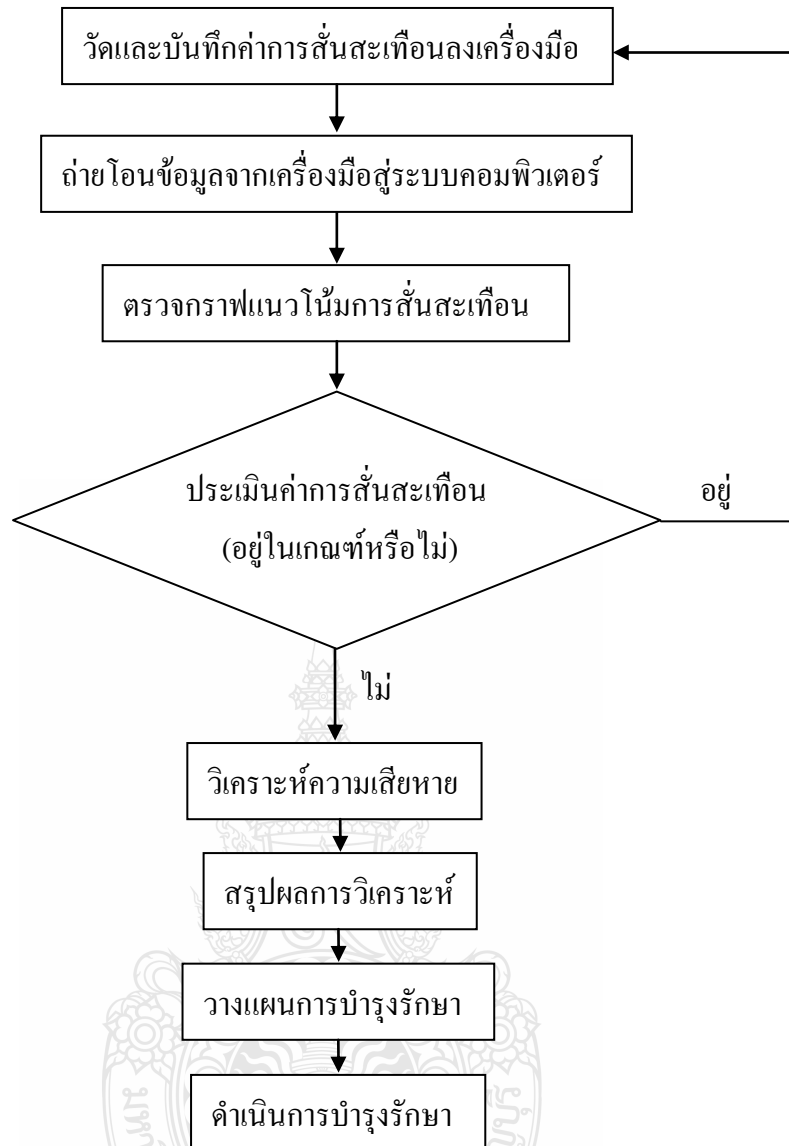 วัดและบันทึกค่าการสั่นสะเทือนลงเครื่องมือ
ถ่ายโอนข้อมูลจากเครื่องมือสู่ระบบคอมพิวเตอร์
ตรวจกราฟแนวโน้มการสั่นสะเทือน
ประเมินค่าการสั่นสะเทือน
(อยู่ในเกณฑ์หรือไม่)
อยู่
ไม่
วิเคราะห์ความเสียหาย
สรุปผลการวิเคราะห์
วางแผนการบำรุงรักษา
ดำเนินการบำรุงรักษา